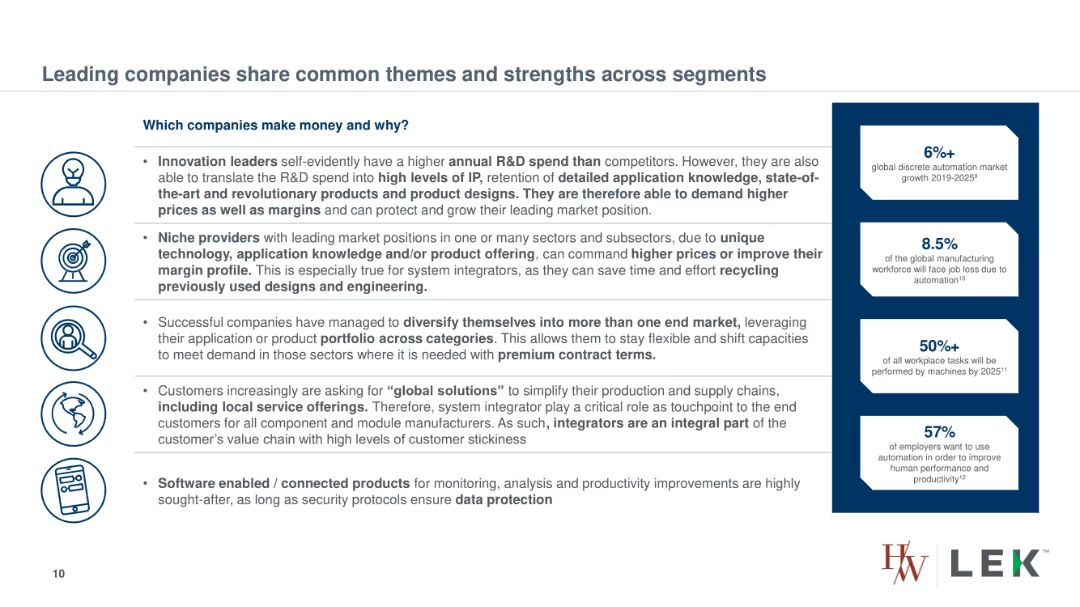 Leading companies share common themes and strengths across segments
Which companies make money and why?
• Innovation leaders self-evidently have a higher annual R&D spend than competitors. However, they are also
able to translate the R&D spend into high levels of IP, retention of detailed application knowledge, state-of-
the-art and revolutionary products and product designs. They are therefore able to demand higher
prices as well as margins and can protect and grow their leading market position.
• Niche providers with leading market positions in one or many sectors and subsectors, due to unique
technology, application knowledge and/or product offering, can command higher prices or improve their
margin profile. This is especially true for system integrators, as they can save time and effort recycling
previously used designs and engineering.
• Successful companies have managed to diversify themselves into more than one end market, leveraging
their application or product portfolio across categories. This allows them to stay flexible and shift capacities
to meet demand in those sectors where it is needed with premium contract terms.
• Customers increasingly are asking for “global solutions” to simplify their production and supply chains,
including local service offerings. Therefore, system integrator play a critical role as touchpoint to the end
customers for all component and module manufacturers. As such, integrators are an integral part of the
customer’s value chain with high levels of customer stickiness
• Software enabled / connected products for monitoring, analysis and productivity improvements are highly
sought-after, as long as security protocols ensure data protection
6%+
global discrete automation market
growth 2019-2025⁹
8.5%
of the global manufacturing
workforce will face job loss due to
automation¹⁰
50%+
of all workplace tasks will be
performed by machines by 2025¹¹
57%
of employers want to use
automation in order to improve
human performance and
productivity¹²
10
HW
LEK™